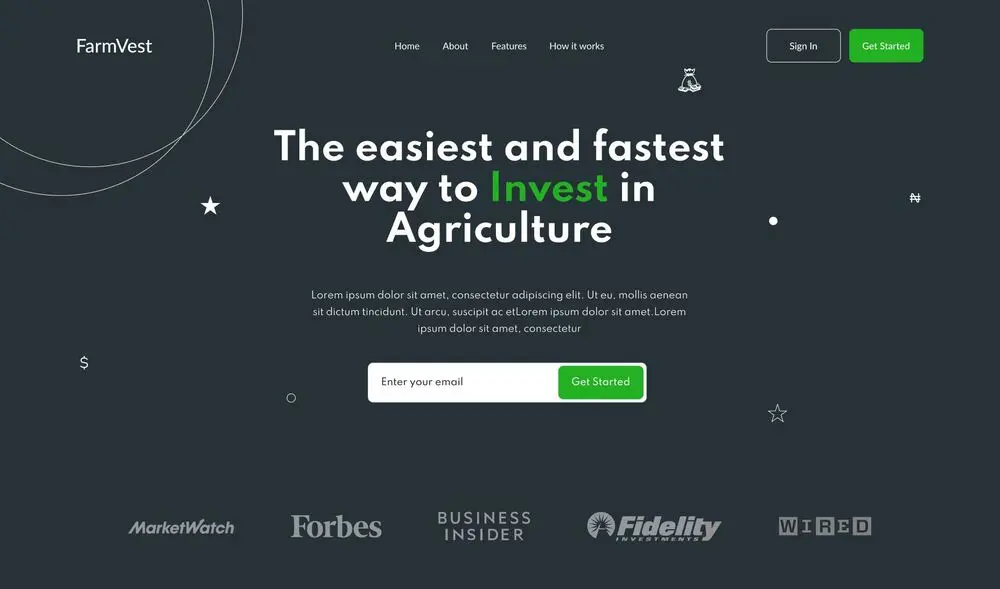 FarmVest
Home
About
Features
How it works
Sign In
Get Started
The easiest and fastest
way to Invest in
Agriculture
₦
Lorem ipsum dolor sit amet, consectetur adipiscing elit. Ut eu, mollis aenean
sit dictum tincidunt. Ut arcu, suscipit ac etLorem ipsum dolor sit amet.Lorem
ipsum dolor sit amet, consectetur
$
Enter your email
Get Started
MarketWatch
Forbes
BUSINESS
INSIDER
Fidelity
INVESTMENTS
WIRED